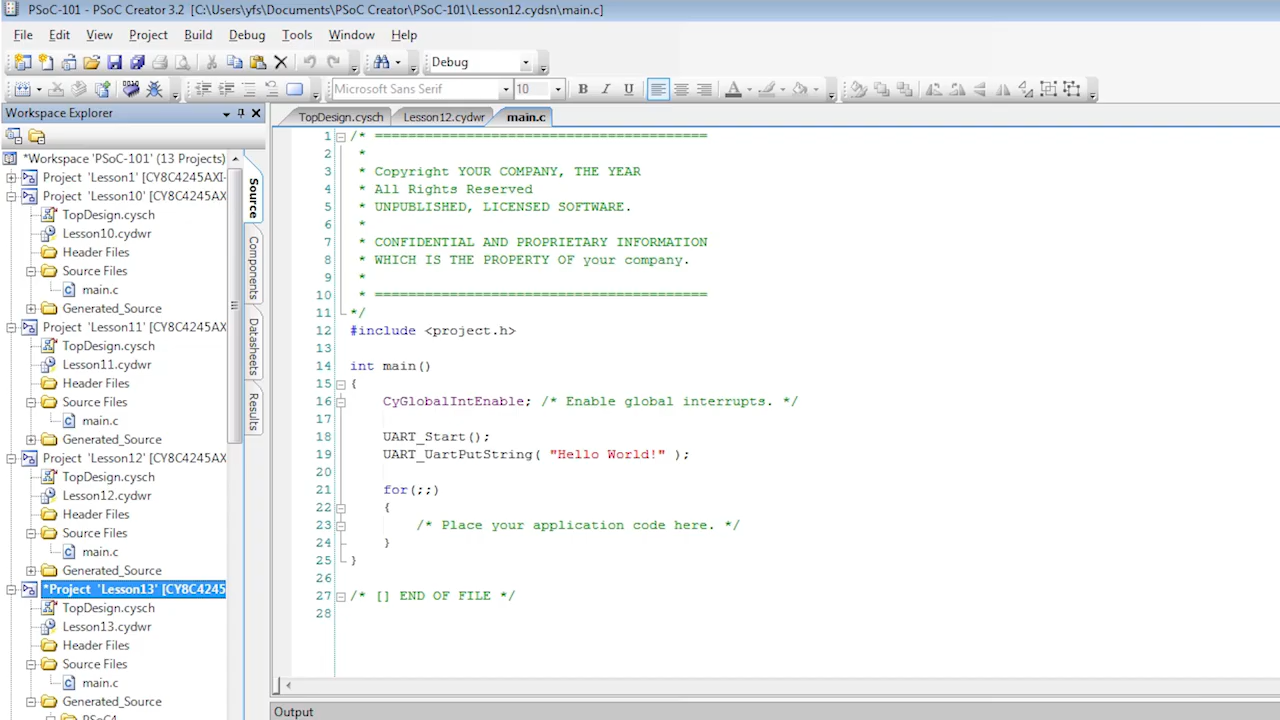 PSoC-101 - PSoC Creator 3.2 [C:\Users\yfs\Documents\PSoC Creator\PSoC-101\Lesson12.cydsn\main.c]
File Edit View Project Build Debug Tools Window Help
Debug
Microsoft Sans Serif 10 B I U A
Workspace Explorer
TopDesign.cysch Lesson12.cydwr main.c
*Workspace 'PSoC-101' (13 Projects)
Project 'Lesson1' [CY8C4245AXI-
Project 'Lesson10' [CY8C4245AX
TopDesign.cysch
Lesson10.cydwr
Header Files
Source Files
main.c
Generated_Source
Project 'Lesson11' [CY8C4245AX
TopDesign.cysch
Lesson11.cydwr
Header Files
Source Files
main.c
Generated_Source
Project 'Lesson12' [CY8C4245AX
TopDesign.cysch
Lesson12.cydwr
Header Files
Source Files
main.c
Generated_Source
*Project 'Lesson13' [CY8C4245
TopDesign.cysch
Lesson13.cydwr
Header Files
Source Files
main.c
Generated_Source
PSoC4
Source
Components
Datasheets
Results
1 /* ========================================
2 *
3 * Copyright YOUR COMPANY, THE YEAR
4 * All Rights Reserved
5 * UNPUBLISHED, LICENSED SOFTWARE.
6 *
7 * CONFIDENTIAL AND PROPRIETARY INFORMATION
8 * WHICH IS THE PROPERTY OF your company.
9 *
10 * ========================================
11 */
12 #include <project.h>
13
14 int main()
15 {
16 CyGlobalIntEnable; /* Enable global interrupts. */
17
18 UART_Start();
19 UART_UartPutString( "Hello World!" );
20
21 for(;;)
22 {
23 /* Place your application code here. */
24 }
25 }
26
27 /* [] END OF FILE */
28
Output